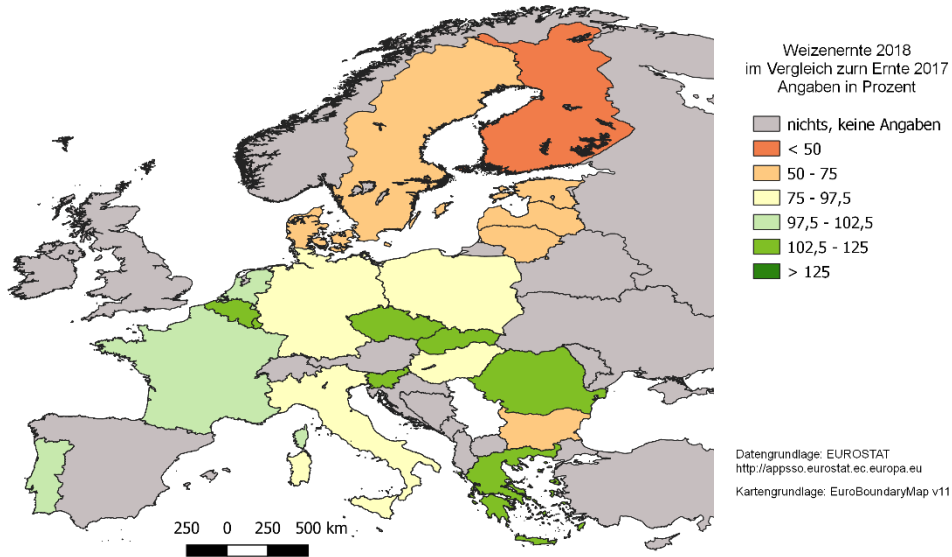 Weizenernte 2018
im Vergleich zurn Ernte 2017
Angaben in Prozent
nichts, keine Angaben
< 50
50 - 75
75 - 97,5
97,5 - 102,5
102,5 - 125
> 125
Datengrundlage: EUROSTAT
http://appsso.eurostat.ec.europa.eu
Kartengrundlage: EuroBoundaryMap v11
250 0 250 500 km